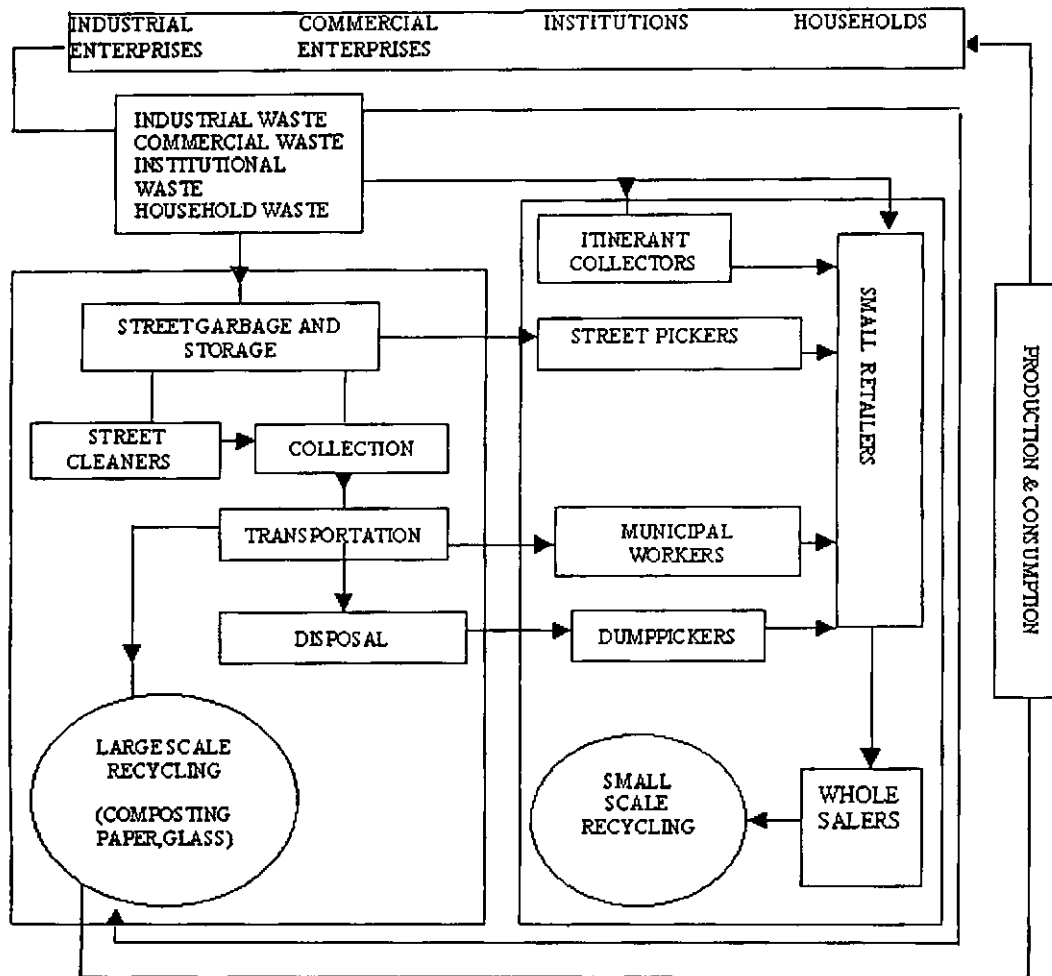 INDUSTRIAL
ENTERPRISES
COMMERCIAL
ENTERPRISES
INSTITUTIONS
HOUSEHOLDS
INDUSTRIAL WASTE
COMMERCIAL WASTE
INSTITUTIONAL
WASTE
HOUSEHOLD WASTE
ITINERANT
COLLECTORS
STREET GARBAGE AND
STORAGE
STREET PICKERS
SMALL RETAILERS
PRODUCTION & CONSUMPTION
STREET
CLEANERS
COLLECTION
TRANSPORTATION
MUNICIPAL
WORKERS
DISPOSAL
DUMPPICKERS
LARGE SCALE
RECYCLING
(COMPOSTING
PAPER,GLASS)
SMALL
SCALE
RECYCLING
WHOLE
SALERS